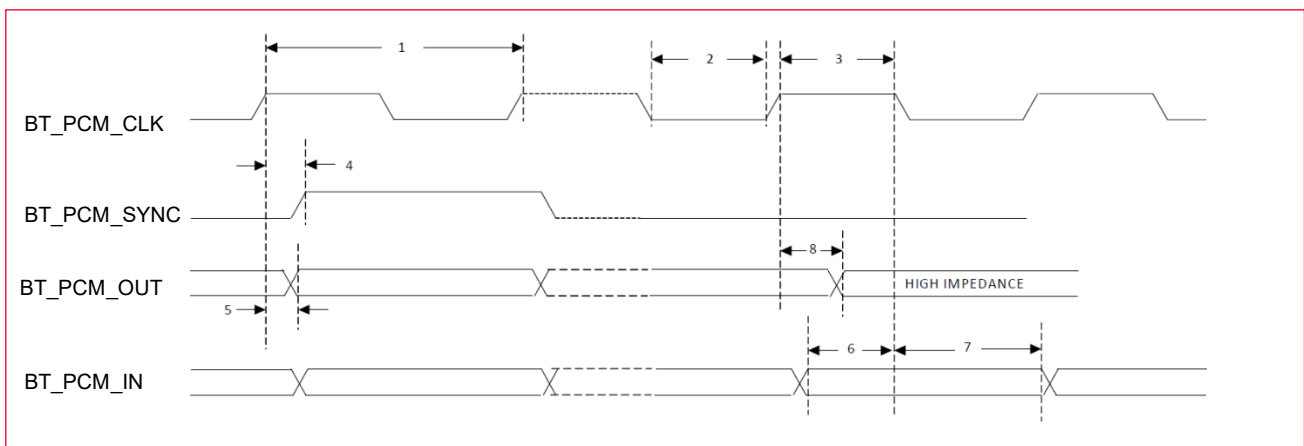 1
2
3
BT_PCM_CLK
4
BT_PCM_SYNC
8
BT_PCM_OUT
HIGH IMPEDANCE
5
6
7
BT_PCM_IN